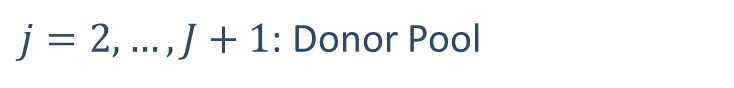 j = 2, … , J + 1: Donor Pool